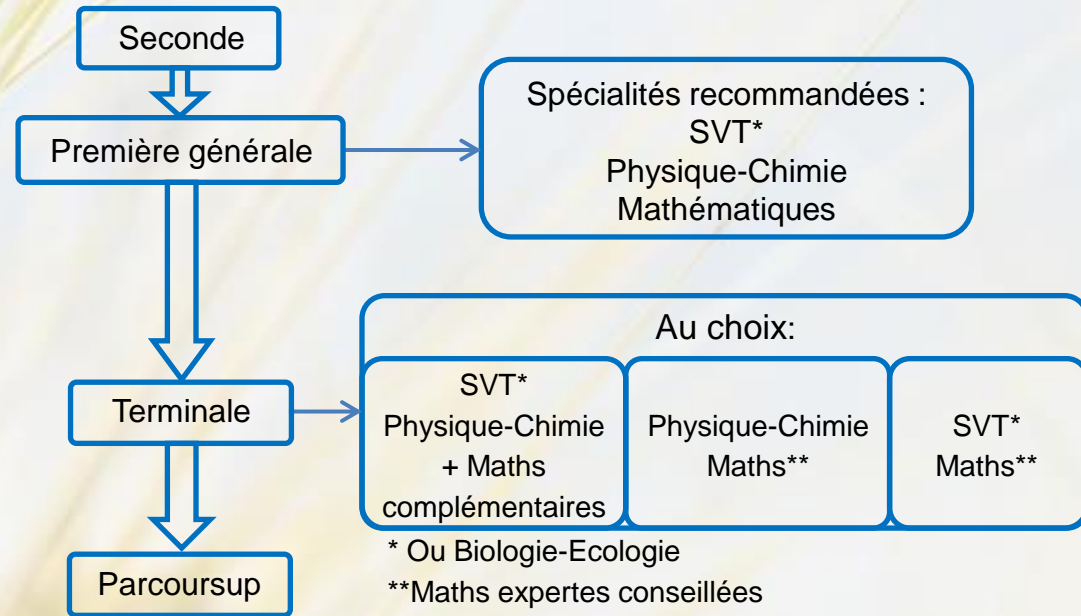 Seconde
Première générale
Spécialités recommandées :
SVT*
Physique-Chimie
Mathématiques
Terminale
Au choix:
SVT*
Physique-Chimie
+ Maths
complémentaires
Physique-Chimie
Maths**
SVT*
Maths**
Parcoursup
* Ou Biologie-Ecologie
**Maths expertes conseillées